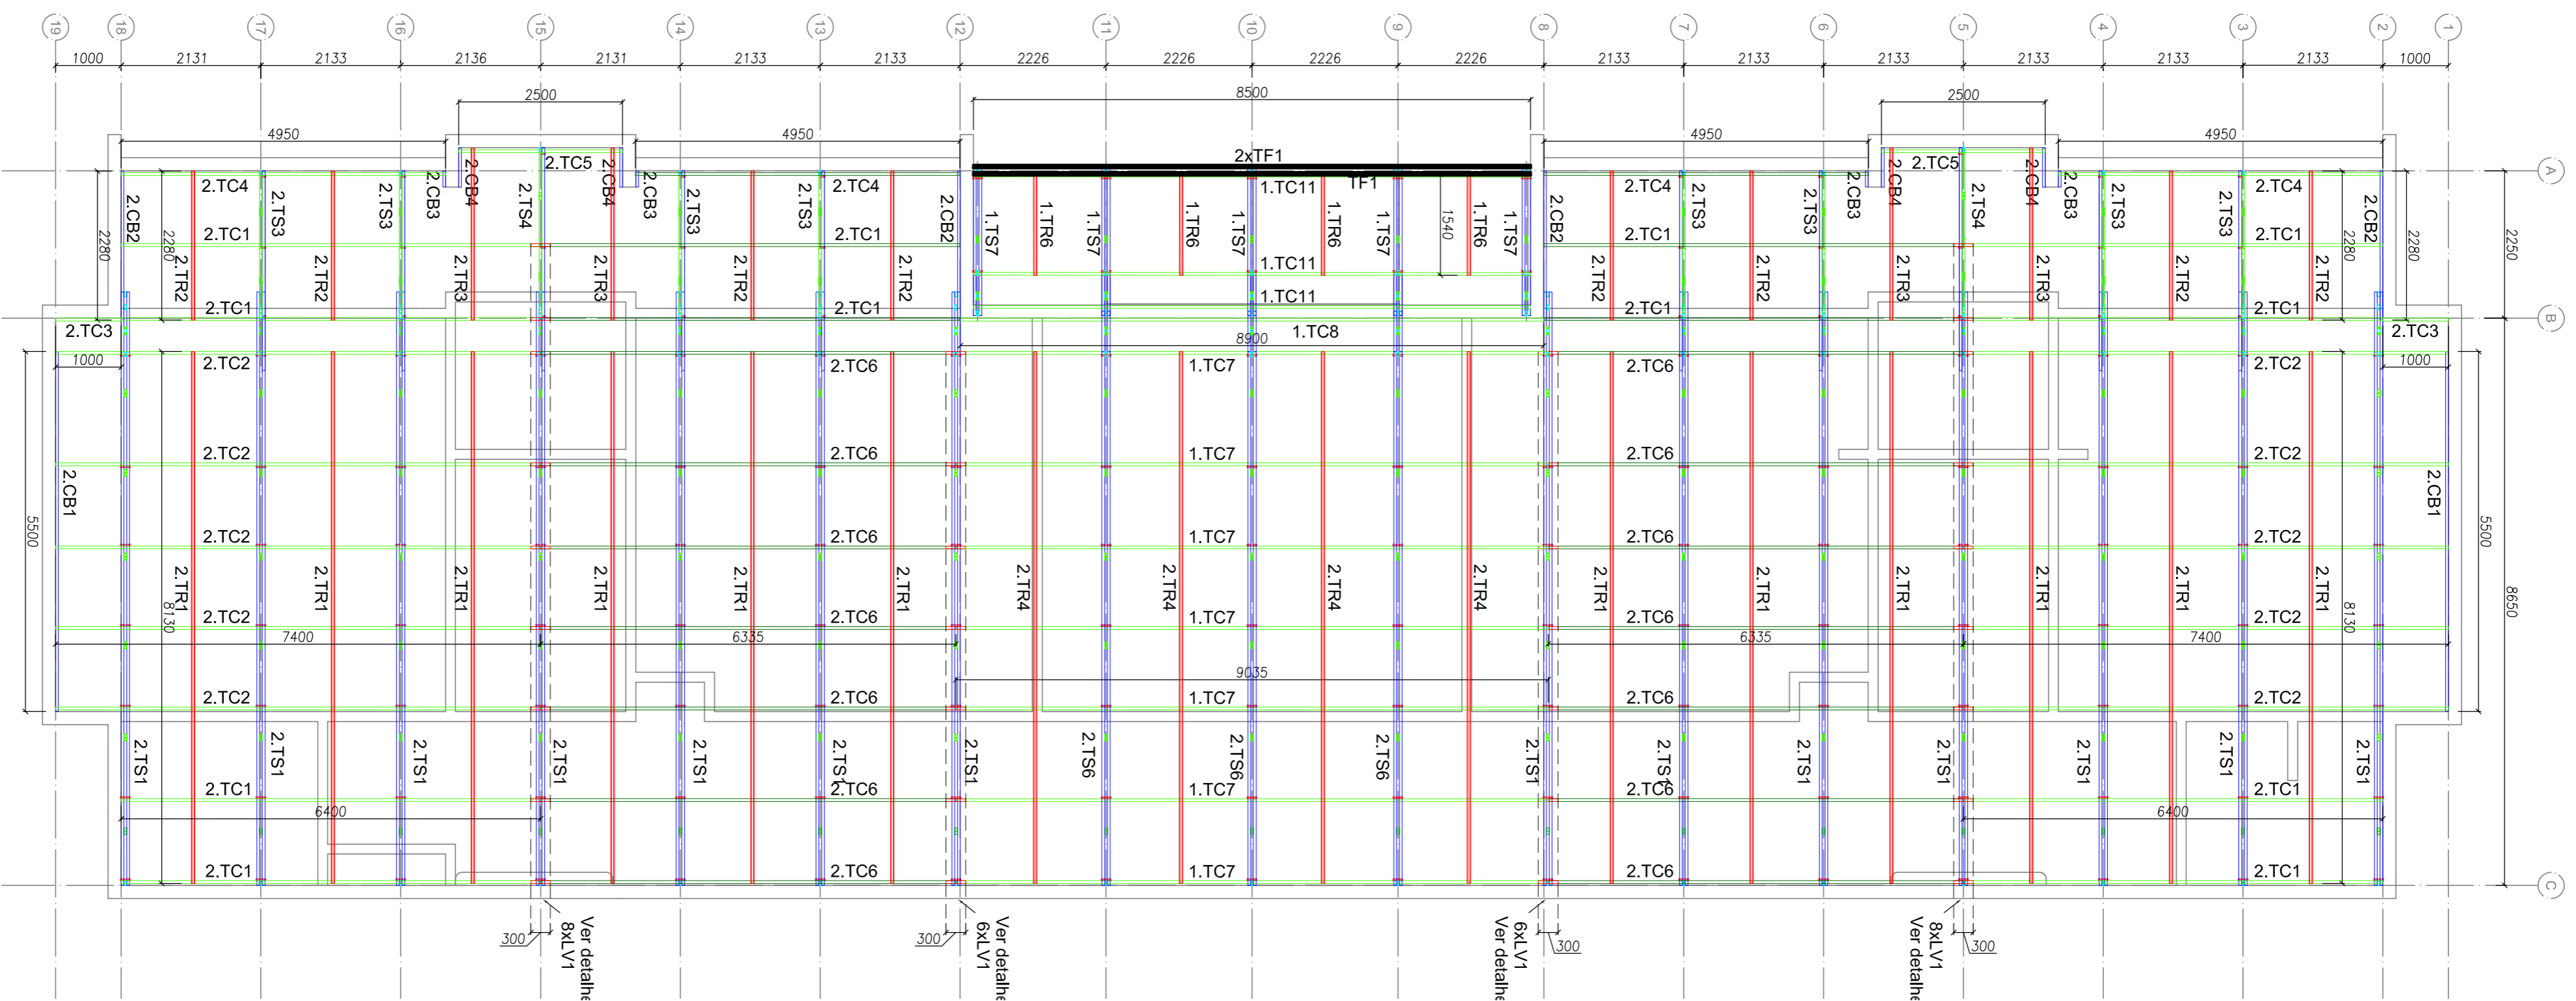 19 18 17 16 15 14 13 12 11 10 9 8 7 6 5 4 3 2 1
1000 2131 2133 2136 2131 2133 2133 2226 2226 2226 2226 2133 2133 2133 2133 2133 2133 1000
2500 8500 2500
4950 4950 4950 4950
2xTF1
TF1
2.TC5 2.TC5
A
2.TC4 2.TC4 1.TC11 2.TC4 2.TC4
2.CB2 2.TS3 2.TS3 2.CB3 2.CB4 2.TS4 2.CB4 2.CB3 2.TS3 2.TS3 2.CB2
1.TS7 1.TR6 1.TS7 1.TR6 1.TS7 1.TR6 1.TS7 1.TR6 1.TS7
2.CB2 2.TS3 2.TS3 2.CB3 2.CB4 2.TS4 2.CB4 2.CB3 2.TS3 2.TS3 2.CB2
2280 2280 1540 2280 2280 2250
2.TC1 2.TC1 2.TC1 2.TC1
1.TC11
2.TR2 2.TR2 2.TR3 2.TR3 2.TR2 2.TR2 2.TR2 2.TR2 2.TR3 2.TR3 2.TR2 2.TR2
2.TC1 2.TC1 1.TC11 2.TC1 2.TC1
B
2.TC3 1.TC8 2.TC3
8900
1000 1000
2.TC2 2.TC6 1.TC7 2.TC6 2.TC2
2.TC2 2.TC6 1.TC7 2.TC6 2.TC2
2.CB1 2.CB1
5500 5500
2.TC2 2.TC6 1.TC7 2.TC6 2.TC2
2.TR1 2.TR1 2.TR1 2.TR1 2.TR1 2.TR1 2.TR4 2.TR4 2.TR4 2.TR4 2.TR1 2.TR1 2.TR1 2.TR1 2.TR1 2.TR1
8130 8130 8650
2.TC2 2.TC6 1.TC7 2.TC6 2.TC2
7400 6335 6335 7400
9035
2.TC2 2.TC6 1.TC7 2.TC6 2.TC2
2.TS1 2.TS1 2.TS1 2.TS1 2.TS1 2.TS1 2.TS1 2.TS6 2.TS6 2.TS6 2.TS1 2.TS1 2.TS1 2.TS1 2.TS1 2.TS1 2.TS1
2.TC1 2.TC6 1.TC7 2.TC6 2.TC1
6400 6400
2.TC1 2.TC6 1.TC7 2.TC6 2.TC1
C
300 300 300 300
8xLV1
Ver detalhe
6xLV1
Ver detalhe
6xLV1
Ver detalhe
8xLV1
Ver detalhe